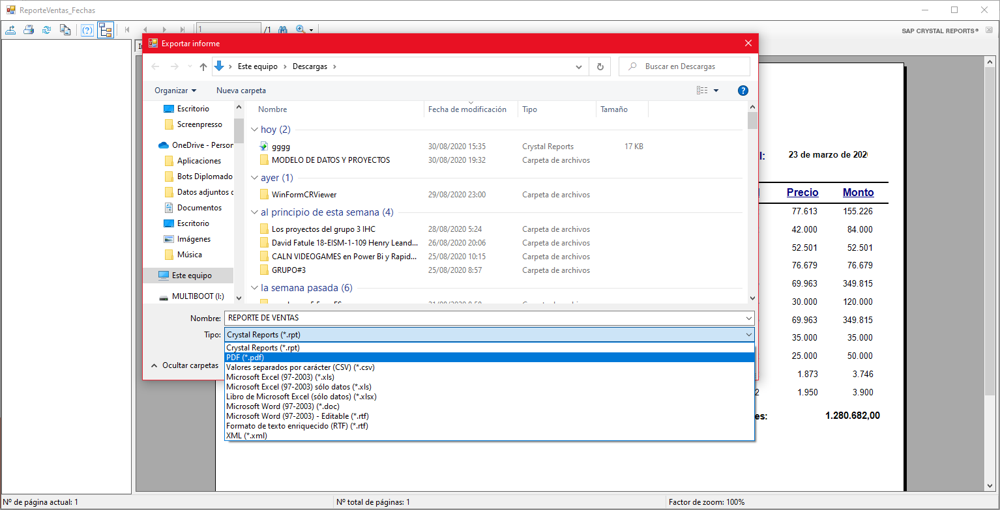 ReporteVentas_Fechas
1
/1
SAP CRYSTAL REPORTS®
Exportar informe
Este equipo
Descargas
Buscar en Descargas
Organizar
Nueva carpeta
Escritorio
Screenpresso
OneDrive - Person
Aplicaciones
Bots Diplomado
Datos adjuntos c
Documentos
Escritorio
Imágenes
Música
Este equipo
MULTIBOOT (I:)
Nombre Fecha de modificación Tipo Tamaño
hoy (2)
gggg 30/08/2020 15:35 Crystal Reports 17 KB
MODELO DE DATOS Y PROYECTOS 30/08/2020 19:32 Carpeta de archivos
ayer (1)
WinFormCRViewer 29/08/2020 23:00 Carpeta de archivos
al principio de esta semana (4)
Los proyectos del grupo 3 IHC 28/08/2020 5:24 Carpeta de archivos
David Fatule 18-EISM-1-109 Henry Leand... 26/08/2020 20:06 Carpeta de archivos
CALN VIDEOGAMES en Power Bi y Rapid... 25/08/2020 10:15 Carpeta de archivos
GRUPO#3 25/08/2020 8:57 Carpeta de archivos
la semana pasada (6)
Nombre: REPORTE DE VENTAS
Tipo: Crystal Reports (*.rpt)
Crystal Reports (*.rpt)
PDF (*.pdf)
Valores separados por carácter (CSV) (*.csv)
Microsoft Excel (97-2003) (*.xls)
Microsoft Excel (97-2003) sólo datos (*.xls)
Libro de Microsoft Excel (sólo datos) (*.xlsx)
Microsoft Word (97-2003) (*.doc)
Microsoft Word (97-2003) - Editable (*.rtf)
Formato de texto enriquecido (RTF) (*.rtf)
XML (*.xml)
Ocultar carpetas
l: 23 de marzo de 2020
Precio Monto
77.613 155.226
42.000 84.000
52.501 52.501
76.679 76.679
69.963 349.815
30.000 120.000
69.963 349.815
35.000 35.000
25.000 50.000
1.873 3.746
2 1.950 3.900
es: 1.280.682,00
Nº de página actual: 1
Nº total de páginas: 1
Factor de zoom: 100%